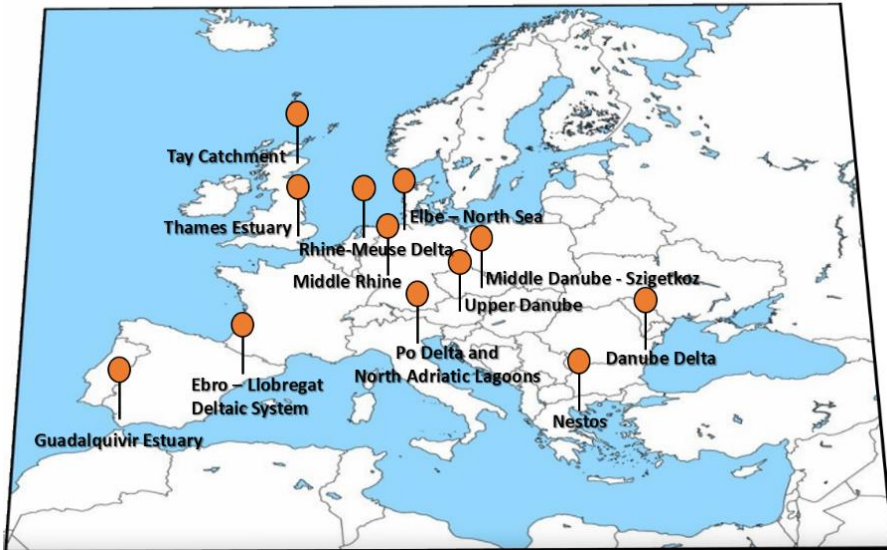 Tay Catchment
Thames Estuary
Elbe – North Sea
Rhine-Meuse Delta
Middle Rhine
Middle Danube - Szigetkoz
Upper Danube
Po Delta and
North Adriatic Lagoons
Danube Delta
Ebro – Llobregat
Deltaic System
Nestos
Guadalquivir Estuary